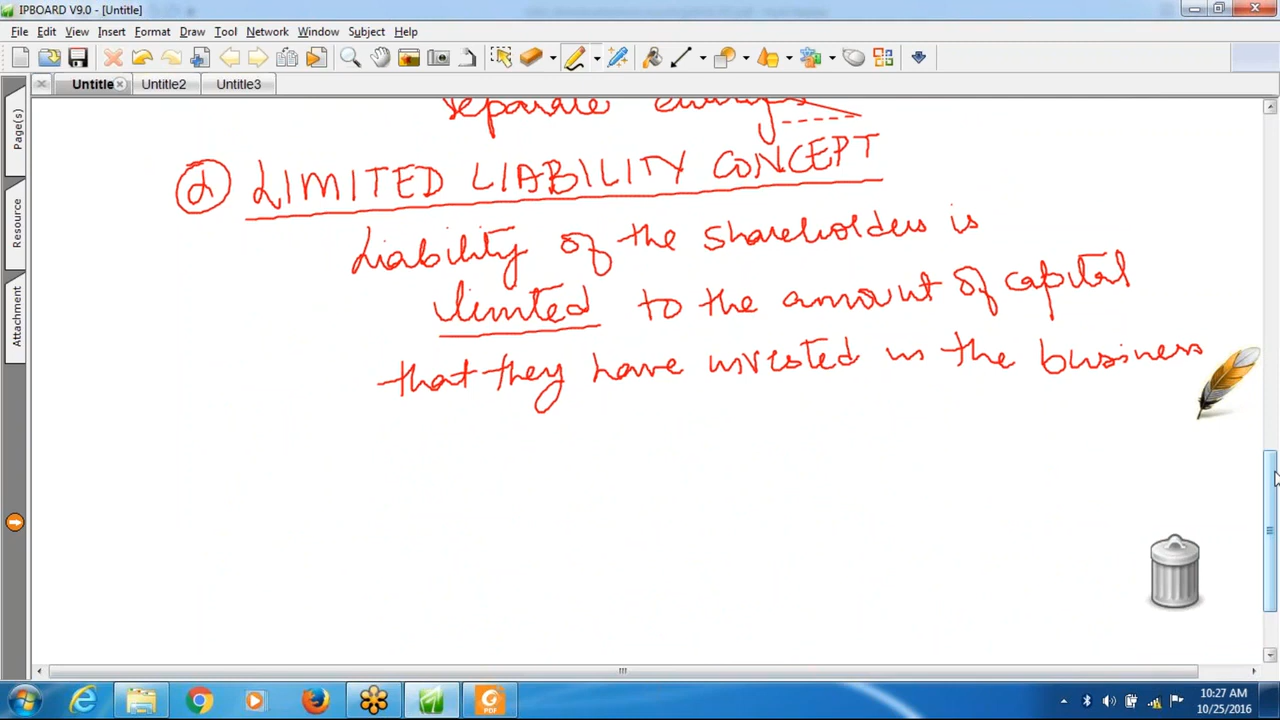 IPBOARD V9.0 - [Untitle]
File Edit View Insert Format Draw Tool Network Window Subject Help
Untitle Untitle2 Untitle3
Page(s)
Resource
Attachment
separate
2 LIMITED LIABILITY CONCEPT
Liability of the shareholders is
limited to the amount of capital
that they have invested in the business
PDF
10:27 AM
10/25/2016